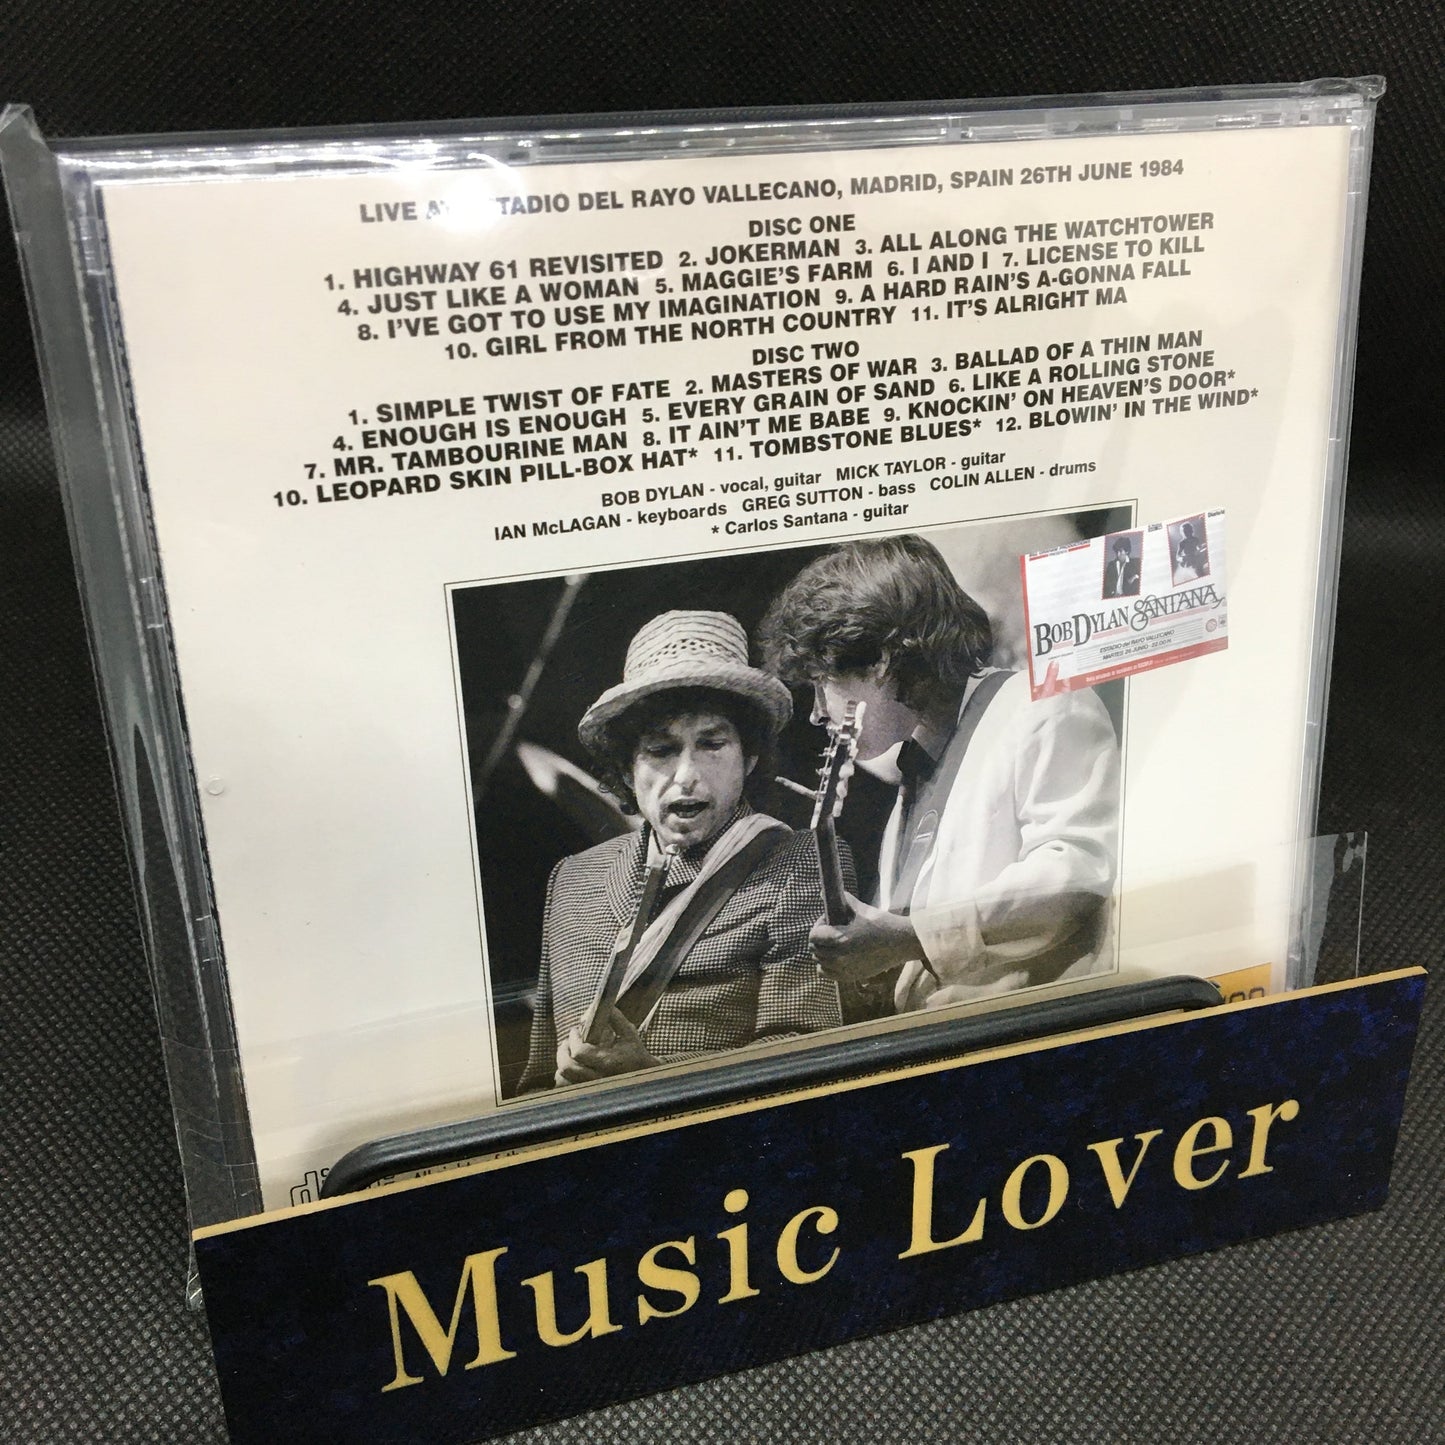 LIVE TADIO DEL RAYO VALLECANO, MADRID, SPAIN 26TH JUNE 1984
DISC ONE
1. HIGHWAY 61 REVISITED 2. JOKERMAN 3. ALL ALONG THE WATCHTOWER
4. JUST LIKE A WOMAN 5. MAGGIE'S FARM 6. I AND I 7. LICENSE TO KILL
8. I'VE GOT TO USE MY IMAGINATION 9. A HARD RAIN'S A-GONNA FALL
10. GIRL FROM THE NORTH COUNTRY 11. IT'S ALRIGHT MA
DISC TWO
1. SIMPLE TWIST OF FATE 2. MASTERS OF WAR 3. BALLAD OF A THIN MAN
4. ENOUGH IS ENOUGH 5. EVERY GRAIN OF SAND 6. LIKE A ROLLING STONE
7. MR. TAMBOURINE MAN 8. IT AIN'T ME BABE 9. KNOCKIN' ON HEAVEN'S DOOR*
10. LEOPARD SKIN PILL-BOX HAT* 11. TOMBSTONE BLUES* 12. BLOWIN' IN THE WIND*
BOB DYLAN - vocal, guitar MICK TAYLOR - guitar
IAN McLAGAN - keyboards GREG SUTTON - bass COLIN ALLEN - drums
* Carlos Santana - guitar
BOB DYLAN SANTANA
ESTADIO del RAYO VALLECANO
MARTES 26 JUNIO - 22:00 H.
Music Lover